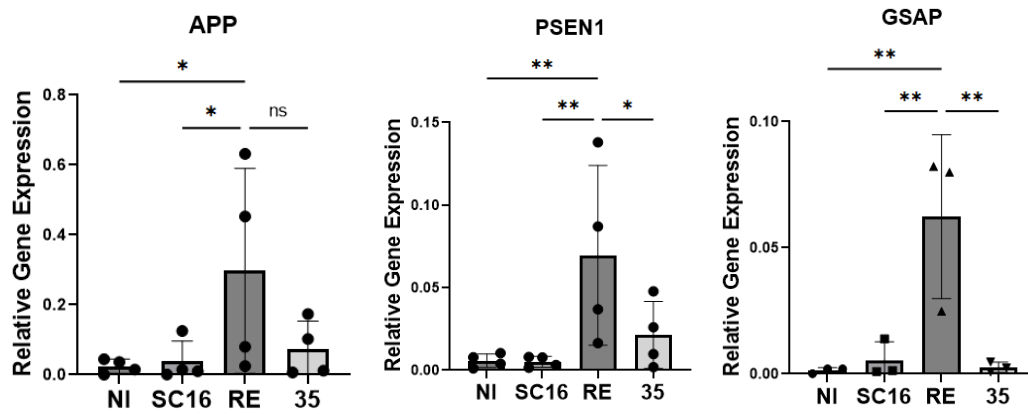 APP
*
* ns
Relative Gene Expression
0.8
0.6
0.4
0.2
0.0
NI SC16 RE 35
PSEN1
**
** *
Relative Gene Expression
0.15
0.10
0.05
0.00
NI SC16 RE 35
GSAP
**
** **
Relative Gene Expression
0.10
0.05
0.00
NI SC16 RE 35